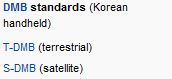 DMB standards (Korean
handheld)
T-DMB (terrestrial)
S-DMB (satellite)